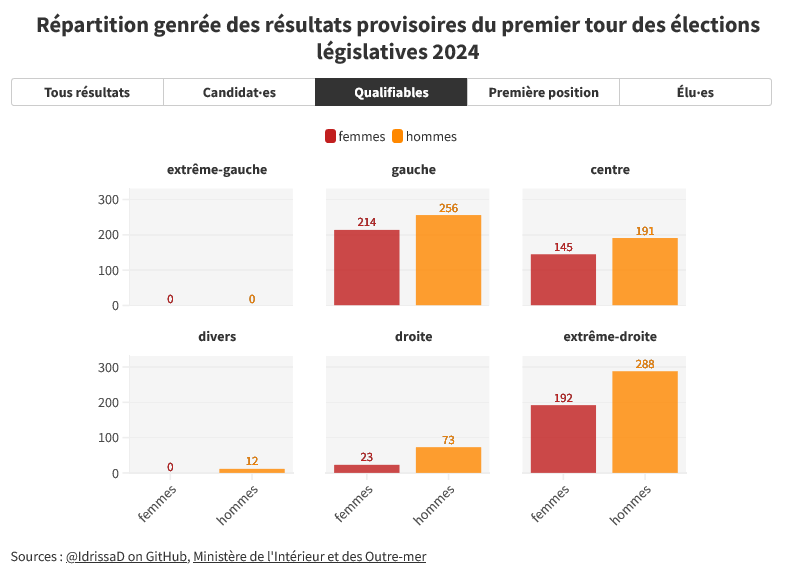 Répartition genrée des résultats provisoires du premier tour des élections
législatives 2024
Tous résultats
Candidat·es
Qualifiables
Première position
Élu·es
femmes
hommes
extrême-gauche
gauche
centre
300
200
100
0
0
0
214
256
145
191
divers
droite
extrême-droite
300
200
100
0
0
12
23
73
192
288
femmes
hommes
femmes
hommes
femmes
hommes
Sources : @IdrissaD on GitHub, Ministère de l'Intérieur et des Outre-mer